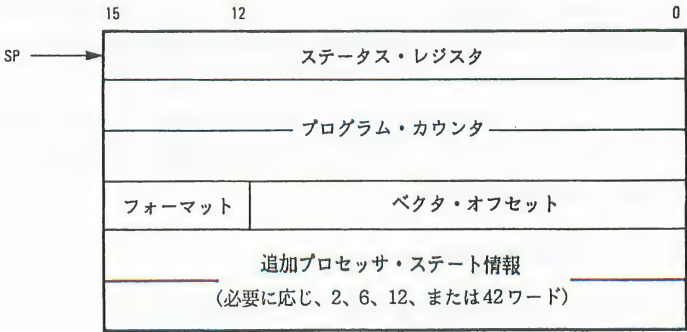 15 12 0
SP ステータス・レジスタ
プログラム・カウンタ
フォーマット ベクタ・オフセット
追加プロセッサ・ステート情報
(必要に応じ、2、6、12、または42ワード)